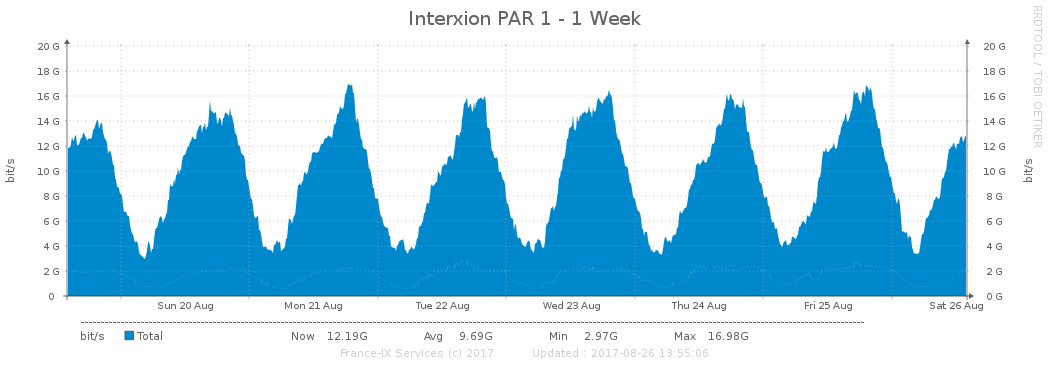 Interxion PAR 1 - 1 Week
RRDTOOL / TOBI OETIKER
20 G 20 G
18 G 18 G
16 G 16 G
14 G 14 G
12 G 12 G
10 G 10 G
8 G 8 G
6 G 6 G
4 G 4 G
2 G 2 G
0 0 G
bit/s
bit/s
Sun 20 Aug Mon 21 Aug Tue 22 Aug Wed 23 Aug Thu 24 Aug Fri 25 Aug Sat 26 Aug
bit/s Total Now 12.19G Avg 9.69G Min 2.97G Max 16.98G
France-IX Services (c) 2017 Updated : 2017-08-26 13:55:06